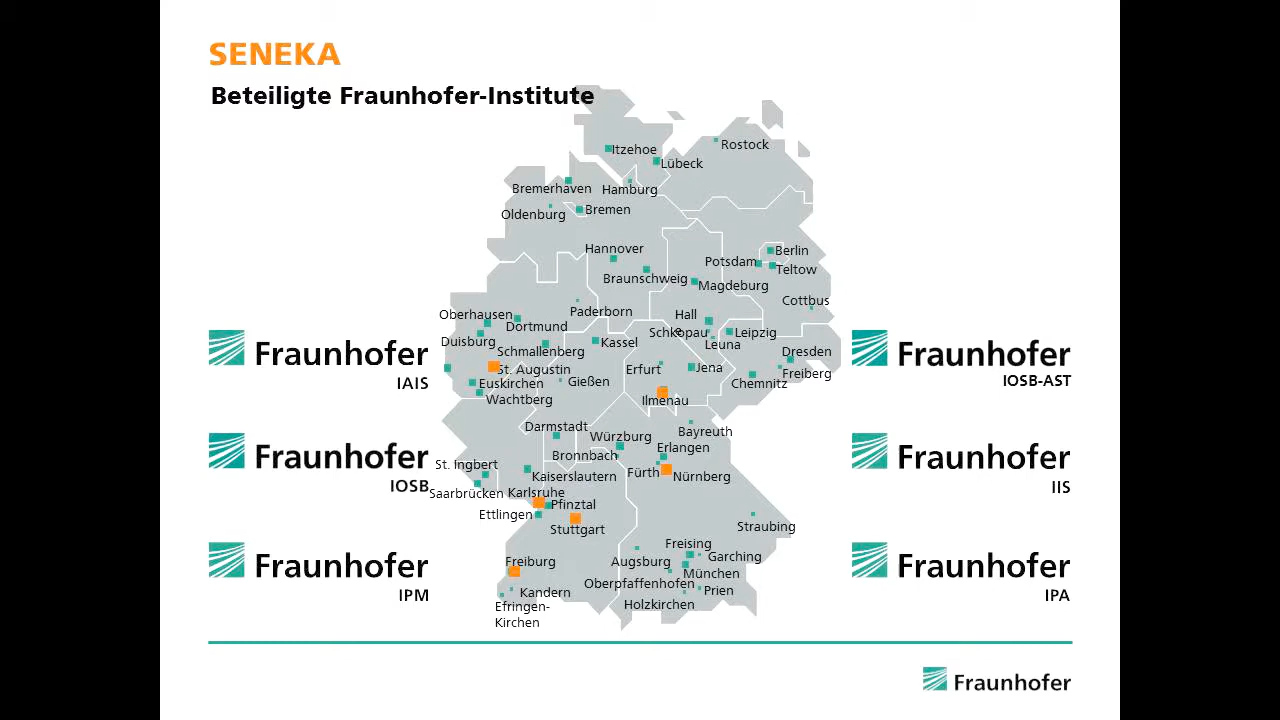 SENEKA
Beteiligte Fraunhofer-Institute
Itzehoe
Rostock
Lübeck
Bremerhaven
Hamburg
Oldenburg
Bremen
Hannover
Berlin
Potsdam
Teltow
Braunschweig
Magdeburg
Cottbus
Paderborn
Oberhausen
Dortmund
Halle
Schkopau
Leipzig
Duisburg
Kassel
Leuna
Schmallenberg
Dresden
St. Augustin
Erfurt
Jena
Freiberg
Euskirchen
Gießen
Chemnitz
Wachtberg
Ilmenau
Darmstadt
Würzburg
Bayreuth
Erlangen
Bronnbach
St. Ingbert
Kaiserslautern
Fürth
Nürnberg
Saarbrücken
Karlsruhe
Pfinztal
Ettlingen
Stuttgart
Straubing
Freising
Freiburg
Augsburg
Garching
München
Oberpfaffenhofen
Kandern
Prien
Efringen-
Kirchen
Holzkirchen
Fraunhofer
IAIS
Fraunhofer
IOSB
Fraunhofer
IPM
Fraunhofer
IOSB-AST
Fraunhofer
IIS
Fraunhofer
IPA
Fraunhofer